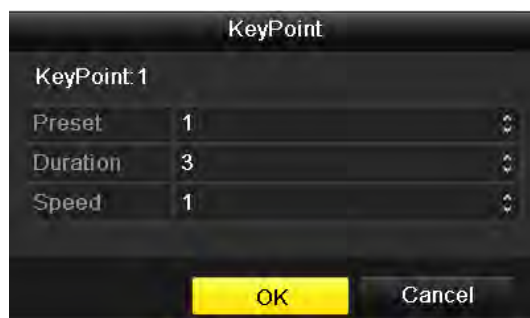 KeyPoint
KeyPoint:1
Preset 1
Duration 3
Speed 1
OK Cancel